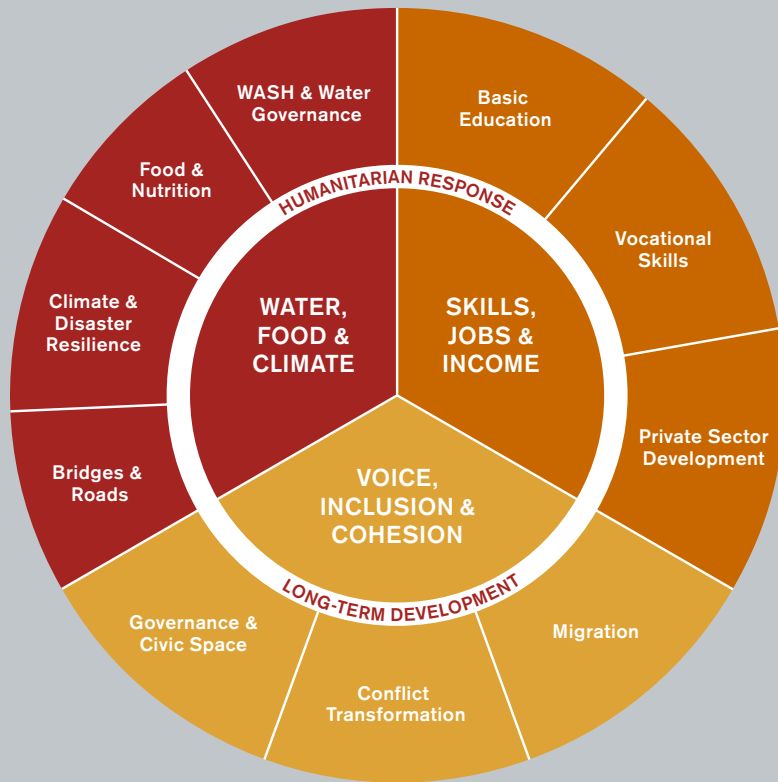 WASH & Water
Governance
Basic
Education
Food &
Nutrition
HUMANITARIAN RESPONSE
Vocational
Skills
Climate &
Disaster
Resilience
WATER,
FOOD &
CLIMATE
SKILLS,
JOBS &
INCOME
Private Sector
Development
Bridges &
Roads
VOICE,
INCLUSION &
COHESION
LONG-TERM DEVELOPMENT
Governance &
Civic Space
Migration
Conflict
Transformation